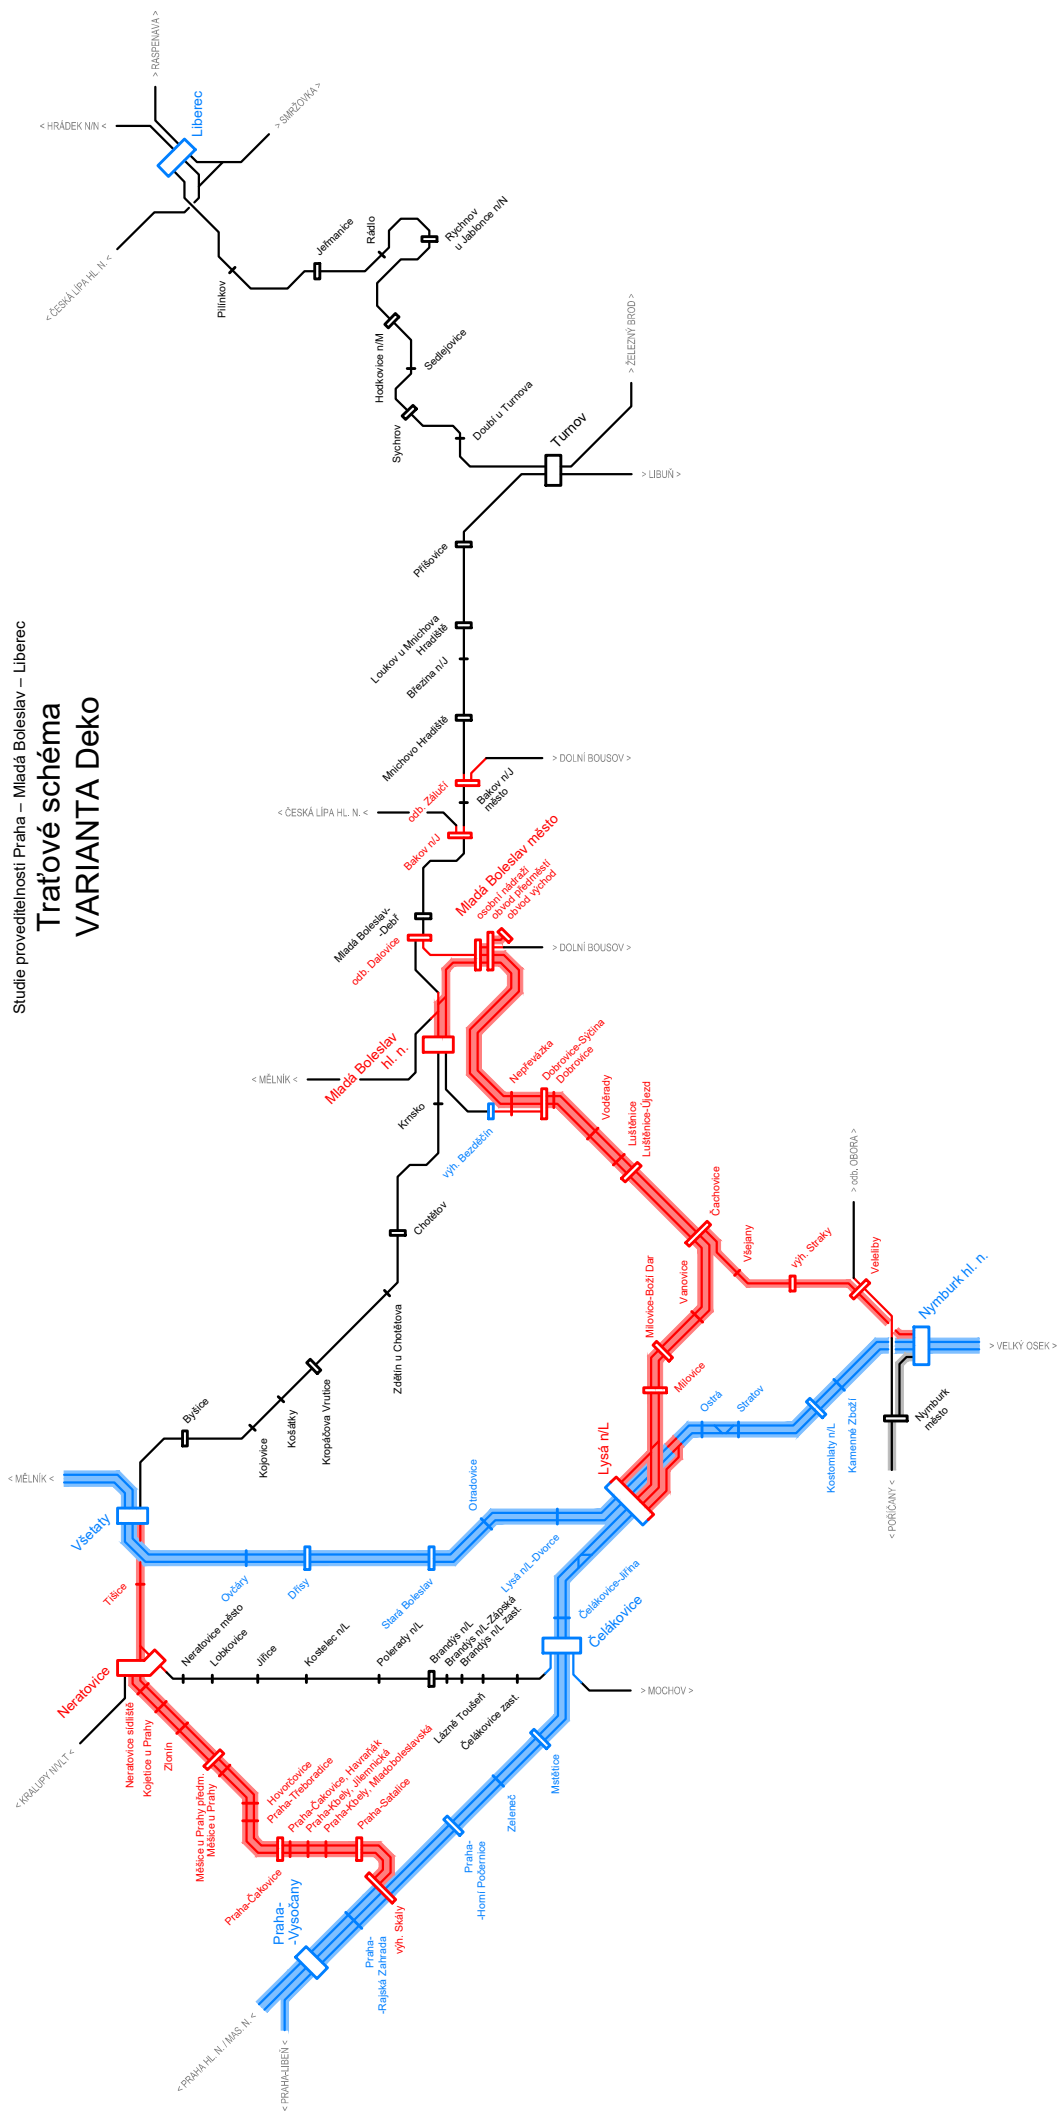 Studie proveditelnosti Praha – Mladá Boleslav – Liberec
Traťové schéma
VARIANTA Deko
< PRAHA HL. N. / MAS. N. <
< PRAHA-LIBEŇ <
Praha-
-Vysočany
Praha-
-Rajská Zahrada
výh. Skály
Praha-
-Horní Počernice
Zeleneč
Mstětice
Čelákovice
> MOCHOV >
Čelákovice-Jiřina
Lysá n/L-Dvorce
Lysá n/L
Praha-Satalice
Praha-Kbely, Mladoboleslavská
Praha-Kbely, Jilemnická
Praha-Čakovice, Havraňák
Praha-Čakovice
Praha-Třeboradice
Hovorčovice
Měšice u Prahy
Měšice u Prahy předm.
Zlonín
Kojetice u Prahy
Neratovice sídliště
Neratovice
< KRALUPY N/VLT <
Neratovice město
Lobkovice
Jiřice
Kostelec n/L
Polerady n/L
Brandýs n/L
Brandýs n/L-Zápská
Brandýs n/L zast.
Lázně Toušeň
Čelákovice zast.
Tišice
Všetaty
< MĚLNÍK <
Ovčáry
Dřísy
Stará Boleslav
Otradovice
Byšice
Kojovice
Košátky
Kropáčova Vrutice
Zdětín u Chotětova
Chotětov
Krnsko
Mladá Boleslav
hl. n.
< MĚLNÍK <
Ostrá
Stratov
Kostomlaty n/L
Kamenné Zboží
Nymburk hl. n.
> VELKÝ OSEK >
Nymburk
město
< POŘÍČANY <
Veleliby
> odb. OBORA >
výh. Straky
Všejany
Čachovice
Milovice
Milovice-Boží Dar
Vanovice
Luštěnice
Luštěnice-Újezd
Voděrady
Dobrovice
Dobrovice-Sýčina
Nepřevázka
výh. Bezděčín
Mladá Boleslav město
osobní nádraží
obvod předměstí
obvod východ
> DOLNÍ BOUSOV >
odb. Dalovice
Mladá Boleslav-
-Debř
Bakov n/J
< ČESKÁ LÍPA HL. N. <
Bakov n/J
město
odb. Zálučí
> DOLNÍ BOUSOV >
Mnichovo Hradiště
Březina n/J
Loukov u Mnichova
Hradiště
Příšovice
Turnov
> LIBUŇ >
> ŽELEZNÝ BROD >
Doubí u Turnova
Sychrov
Sedlejovice
Hodkovice n/M
Rychnov
u Jablonce n/N
Rádlo
Jeřmanice
Pilínkov
Liberec
< ČESKÁ LÍPA HL. N. <
< HRÁDEK N/N <
> RASPENAVA >
> SMRŽOVKA >